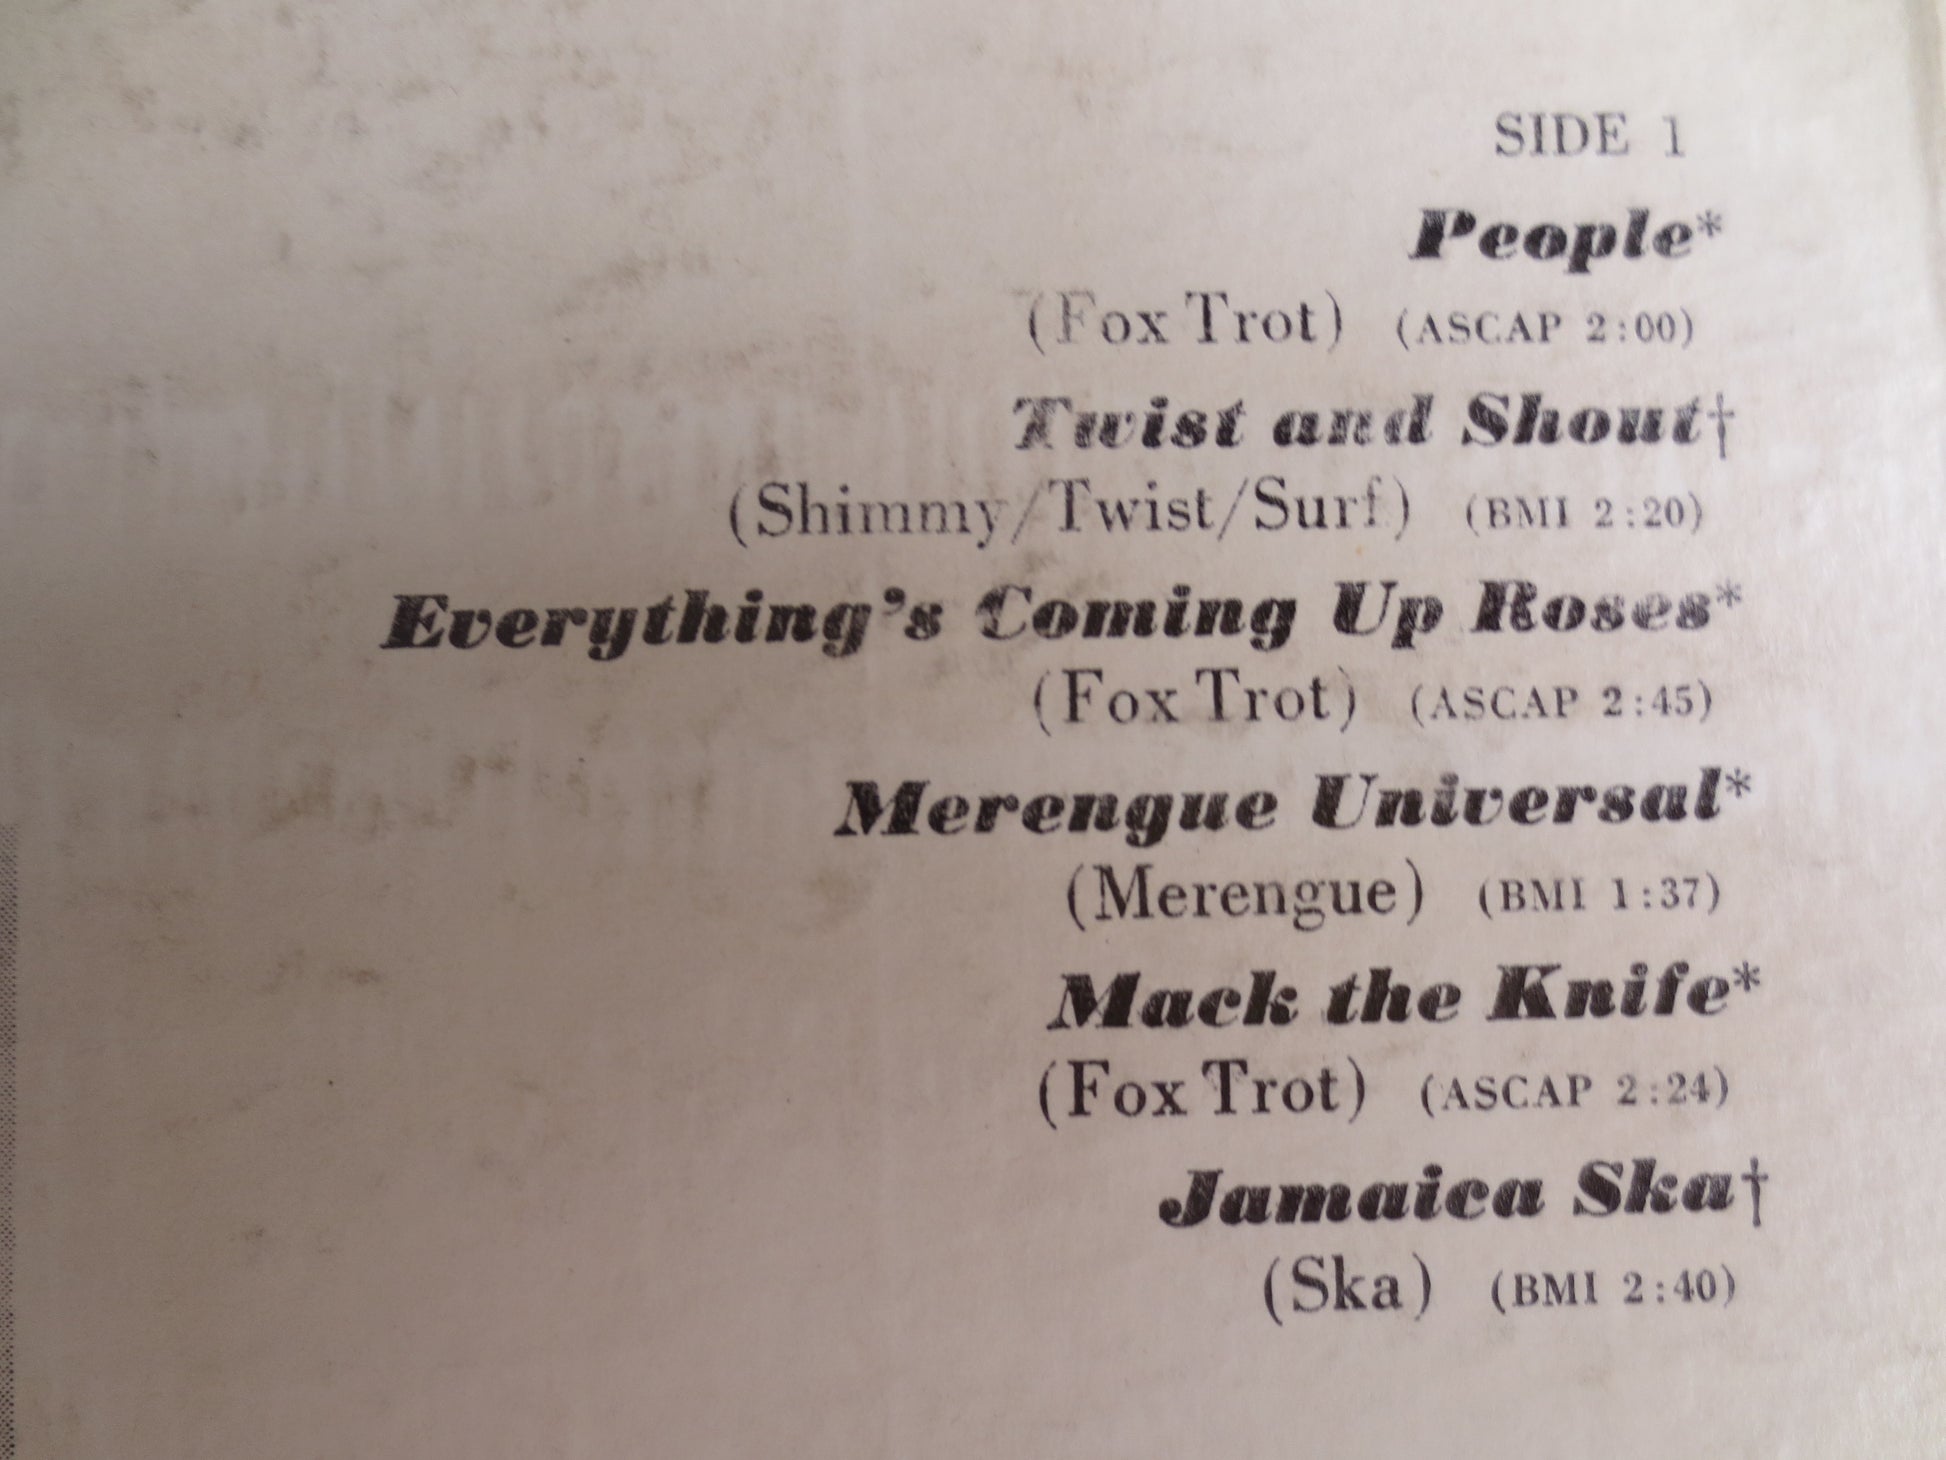 SIDE 1
People*
(Fox Trot) (ASCAP 2:00)
Twist and Shout†
(Shimmy/Twist/Surf) (BMI 2:20)
Everything's Coming Up Roses*
(Fox Trot) (ASCAP 2:45)
Merengue Universal*
(Merengue) (BMI 1:37)
Mack the Knife*
(Fox Trot) (ASCAP 2:24)
Jamaica Ska†
(Ska) (BMI 2:40)